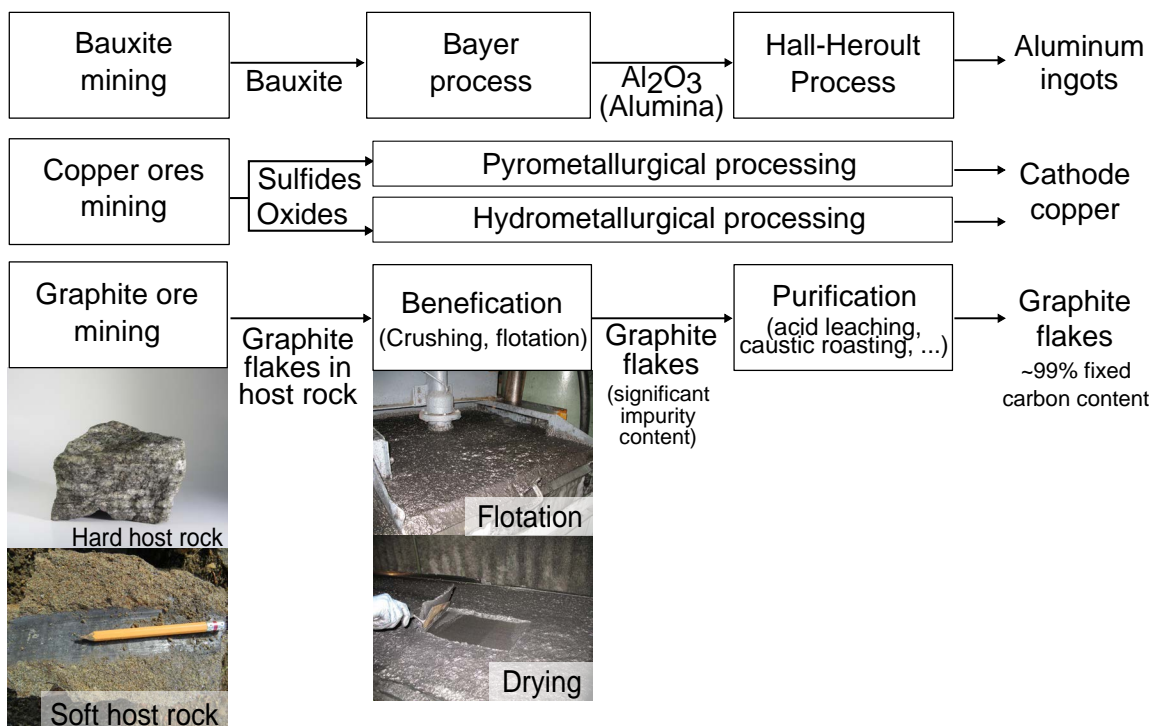 Bauxite
mining
Bauxite
Bayer
process
Al2O3
(Alumina)
Hall-Heroult
Process
Aluminum
ingots
Copper ores
mining
Sulfides
Oxides
Pyrometallurgical processing
Hydrometallurgical processing
Cathode
copper
Graphite ore
mining
Graphite
flakes in
host rock
Benefication
(Crushing, flotation)
Graphite
flakes
(significant
impurity
content)
Purification
(acid leaching,
caustic roasting, ...)
Graphite
flakes
~99% fixed
carbon content
Hard host rock
Soft host rock
Flotation
Drying